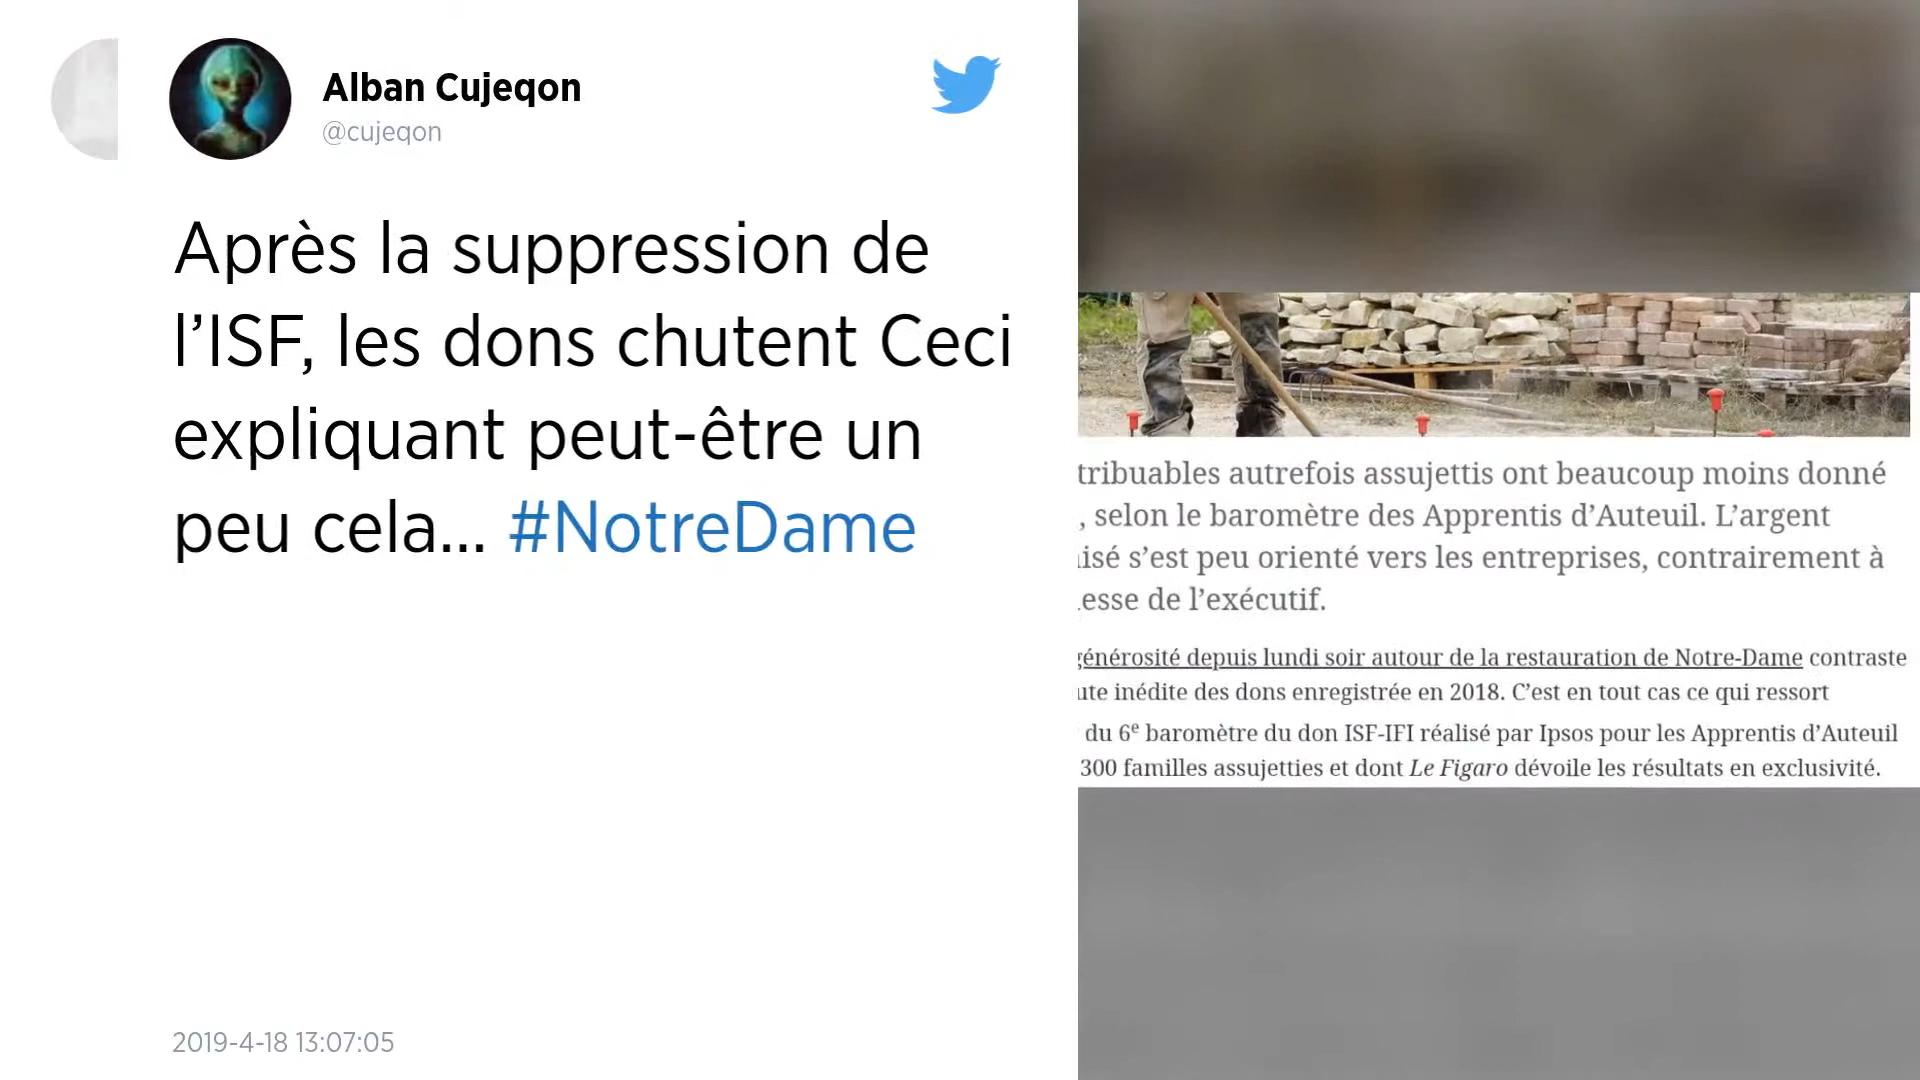 Alban Cujeqon
@cujeqon
Après la suppression de
l’ISF, les dons chutent Ceci
expliquant peut-être un
peu cela... #NotreDame
2019-4-18 13:07:05
assujettis ont beaucoup moins donné
, selon le baromètre des Apprentis d’Auteuil. L’argent
s’est peu orienté vers les entreprises, contrairement à
de l’exécutif.
générosité depuis lundi soir autour de la restauration de Notre-Dame contraste
inédite des dons enregistrée en 2018. C’est en tout cas ce qui ressort
du 6e baromètre du don ISF-IFI réalisé par Ipsos pour les Apprentis d’Auteuil
300 familles assujetties et dont Le Figaro dévoile les résultats en exclusivité.